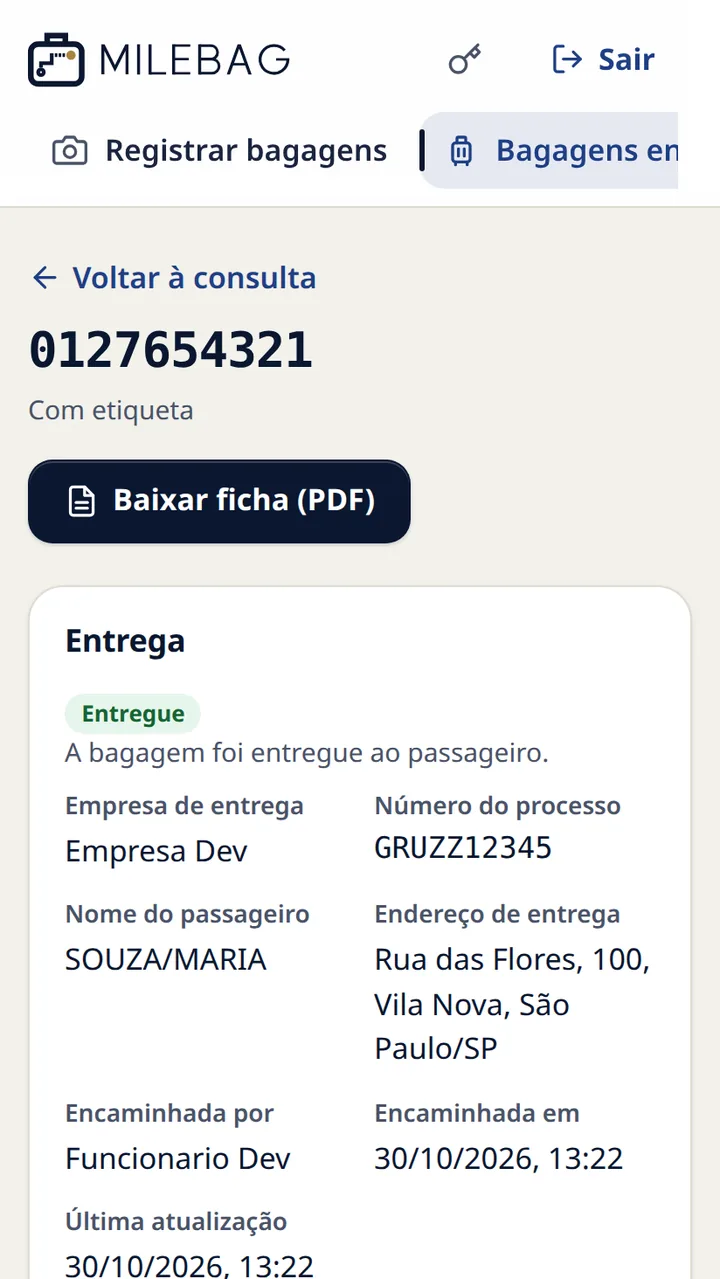 MILEBAG
Sair
Registrar bagagens
Bagagens en
Voltar à consulta
0127654321
Com etiqueta
Baixar ficha (PDF)
Entrega
Entregue
A bagagem foi entregue ao passageiro.
Empresa de entrega
Empresa Dev
Número do processo
GRUZZ12345
Nome do passageiro
SOUZA/MARIA
Endereço de entrega
Rua das Flores, 100,
Vila Nova, São
Paulo/SP
Encaminhada por
Funcionario Dev
Encaminhada em
30/10/2026, 13:22
Última atualização
30/10/2026, 13:22